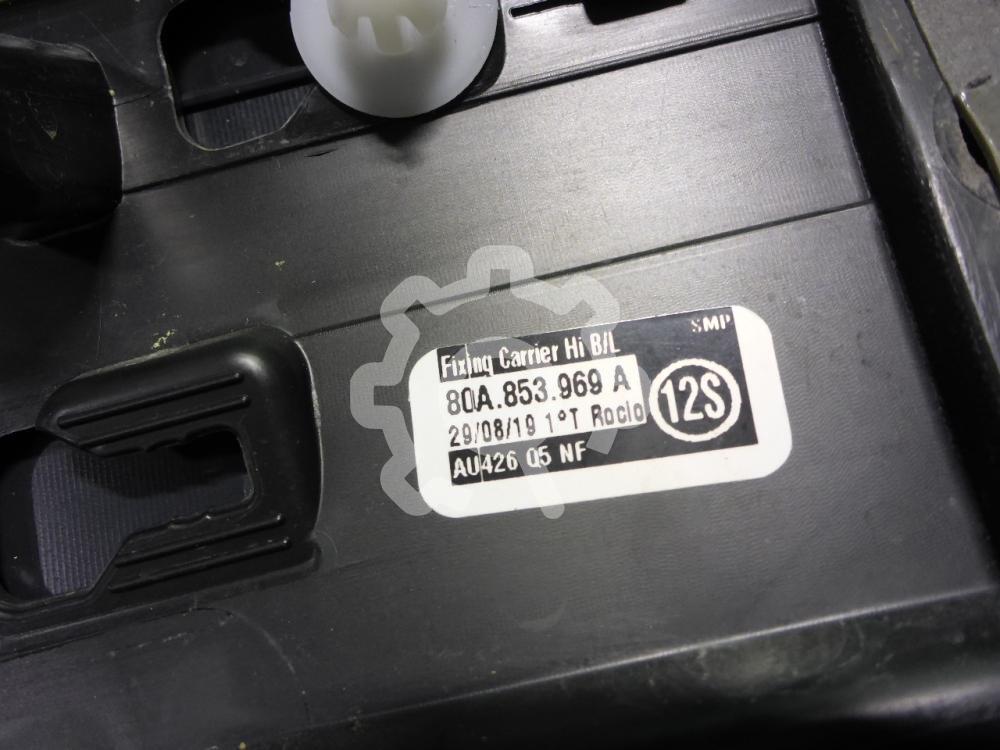 SMP
Fixing Carrier Hi B/L
80A.853.969 A
29/08/19 1°T Rocio
12S
AU426 Q5 NF